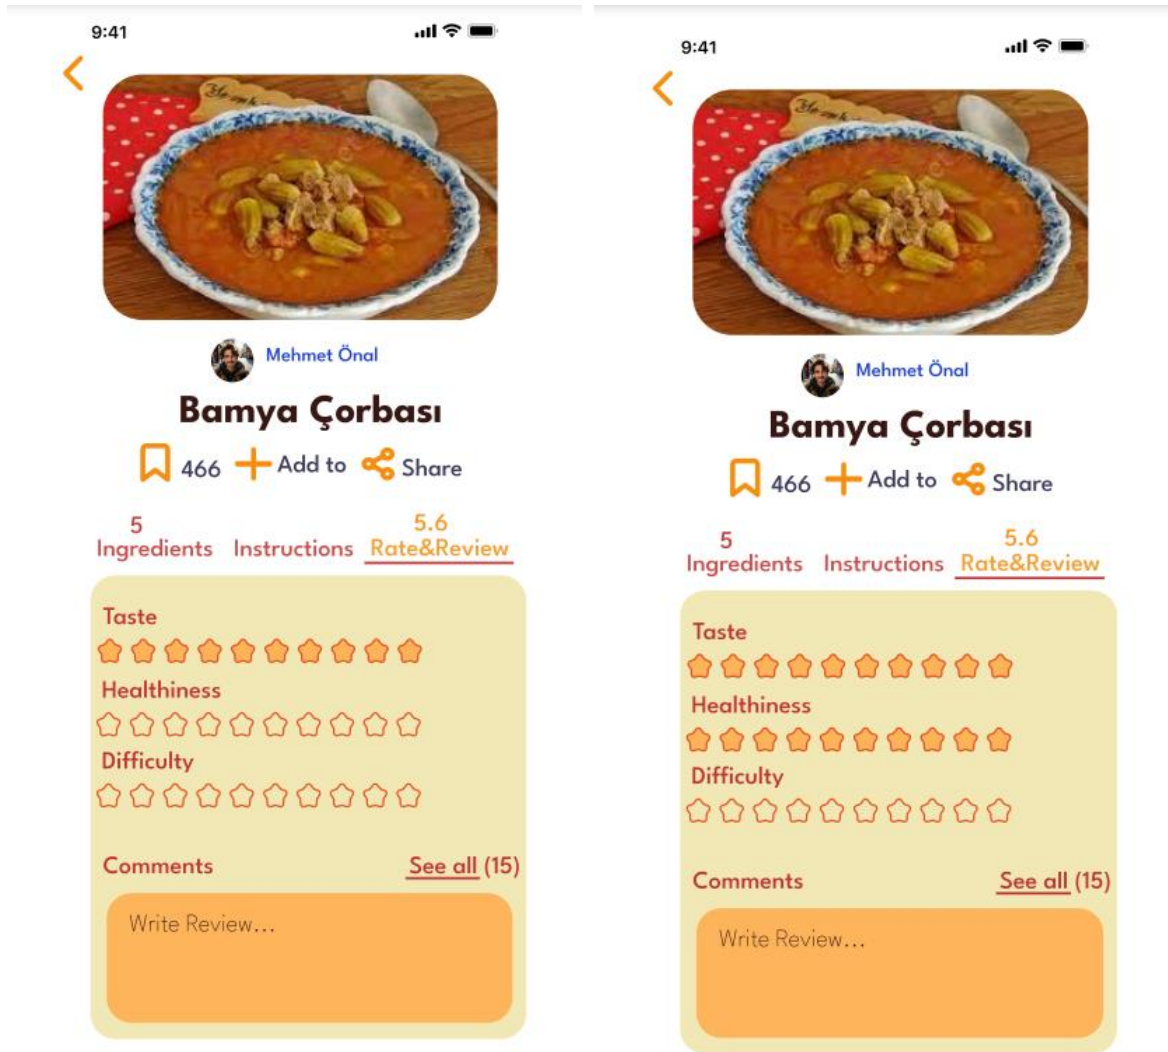 9:41
Mehmet Önal
Bamya Çorbası
466 Add to Share
5 5.6
Ingredients Instructions Rate&Review
Taste
Healthiness
Difficulty
Comments See all (15)
Write Review...
9:41
Mehmet Önal
Bamya Çorbası
466 Add to Share
5 5.6
Ingredients Instructions Rate&Review
Taste
Healthiness
Difficulty
Comments See all (15)
Write Review...